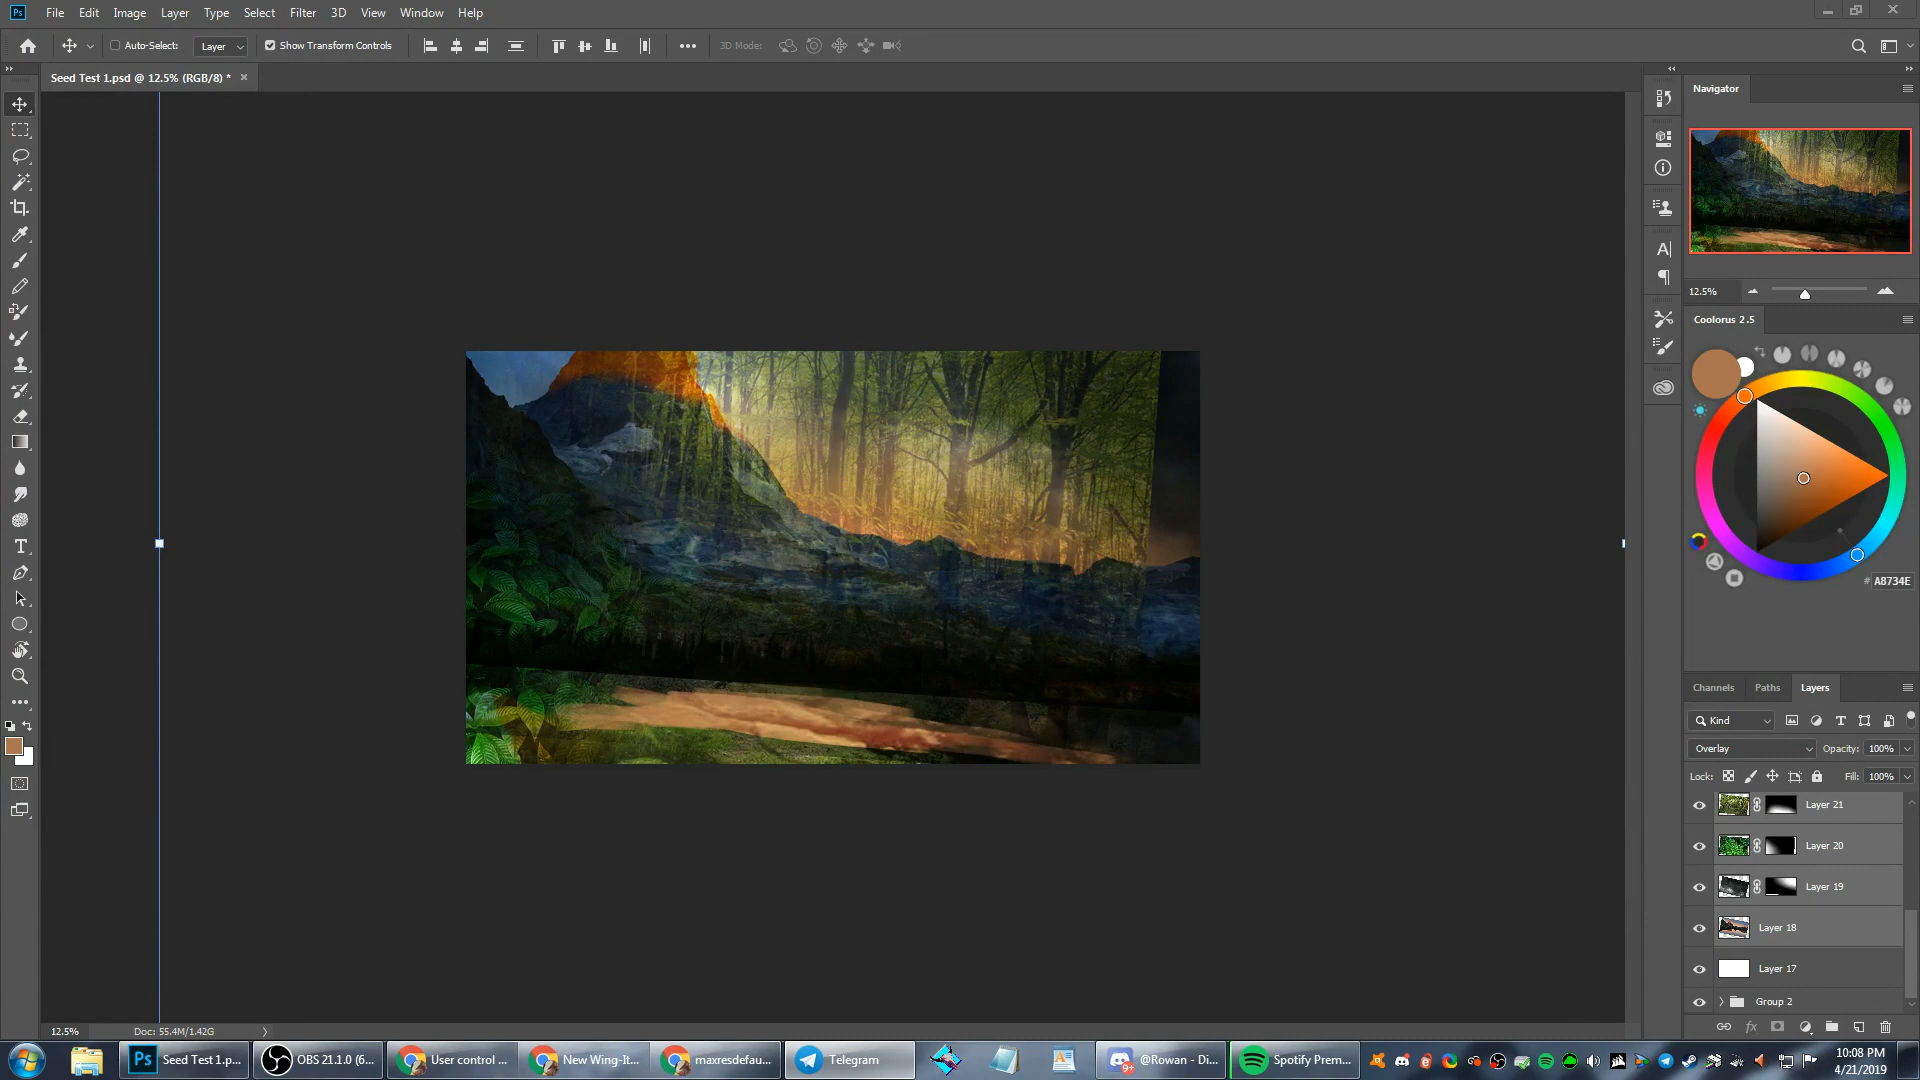 Ps File Edit Image Layer Type Select Filter 3D View Window Help
Auto-Select: Layer Show Transform Controls 3D Mode:
Seed Test 1.psd @ 12.5% (RGB/8) *
Navigator
12.5%
Coolorus 2.5
# A8734E
Channels Paths Layers
Kind
Overlay Opacity: 100%
Lock: Fill: 100%
Layer 21
Layer 20
Layer 19
Layer 18
Layer 17
Group 2
fx
12.5% Doc: 55.4M/1.42G
Ps Seed Test 1.p... OBS 21.1.0 (6... User control ... New Wing-It... maxresdefau... Telegram 9+ @Rowan - Di... Spotify Prem... 10:08 PM
4/21/2019